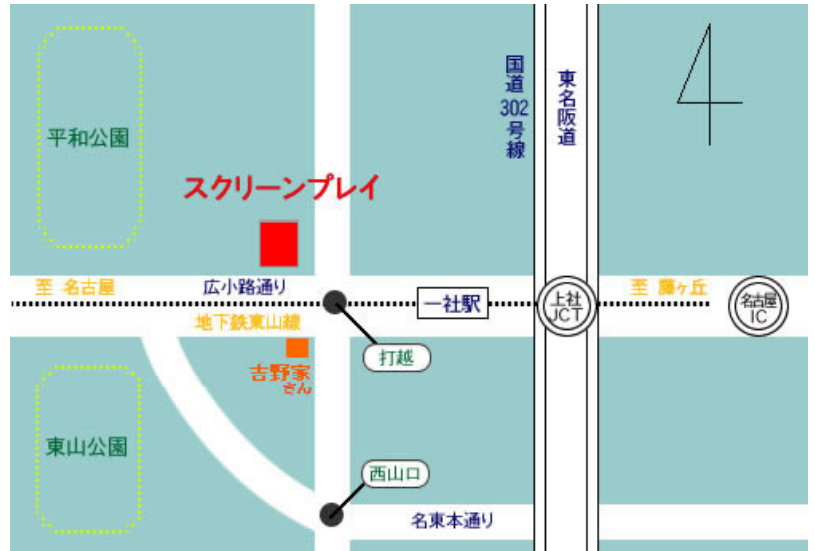 国道302号線
東名阪道
平和公園
スクリーンプレイ
至 名古屋
広小路通り
一社駅
上社
JCT
至 藤ヶ丘
名古屋
IC
地下鉄東山線
打越
吉野家
さん
東山公園
西山口
名東本通り